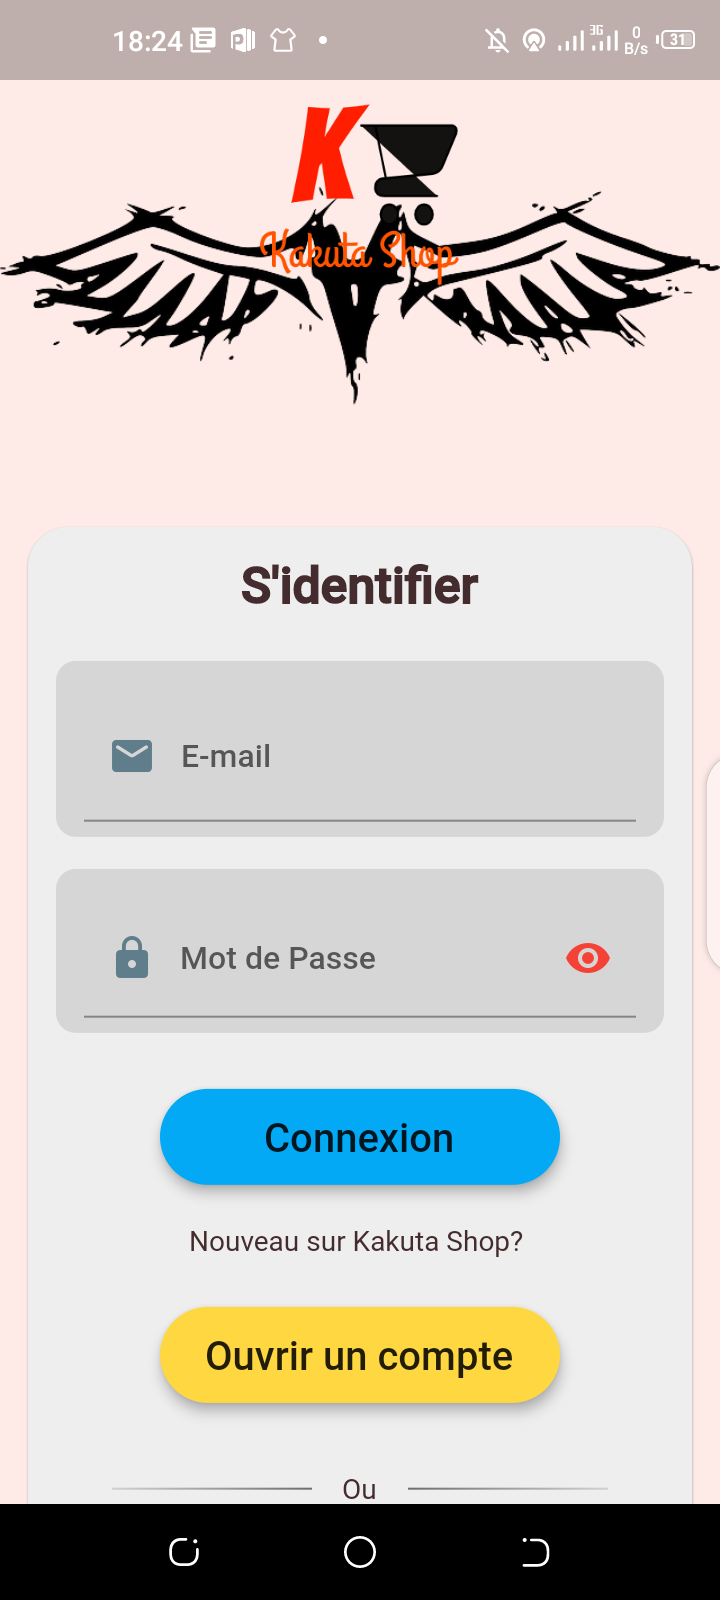 18:24
3G
0
B/s
31
K
Kakuta Shop
S'identifier
E-mail
Mot de Passe
Connexion
Nouveau sur Kakuta Shop?
Ouvrir un compte
Ou